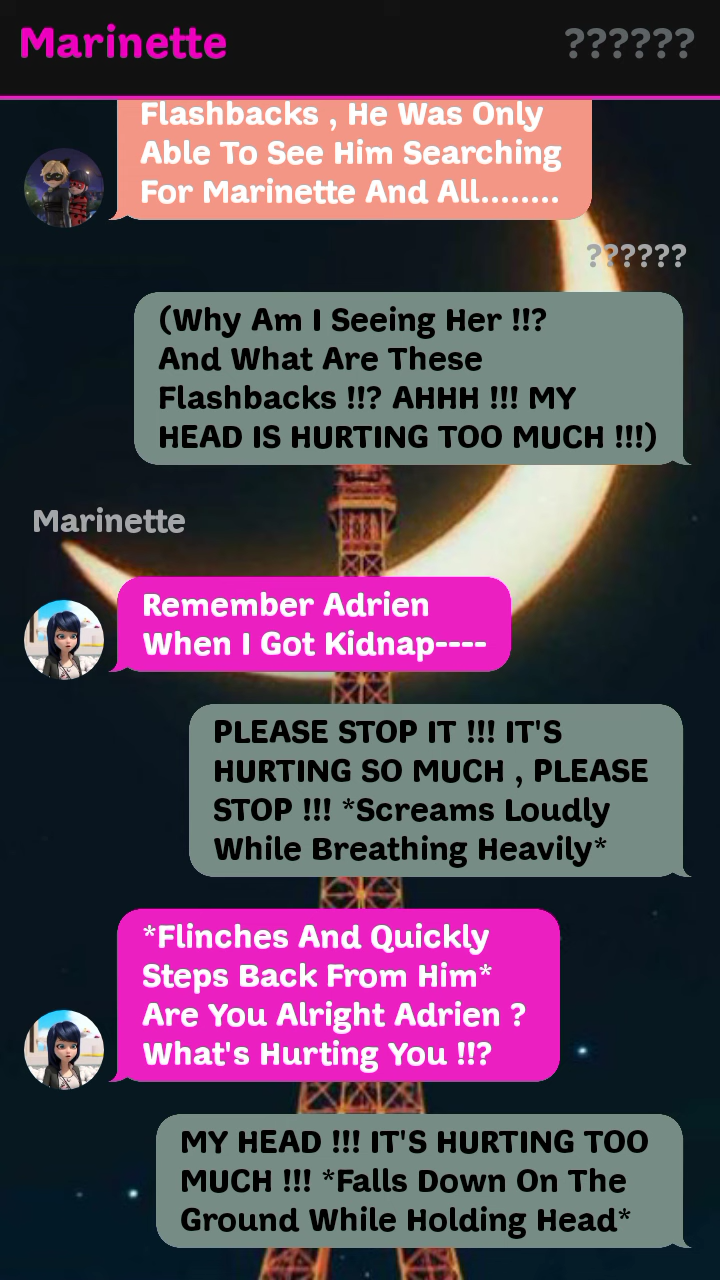 Marinette
??????
Flashbacks , He Was Only
Able To See Him Searching
For Marinette And All........
??????
(Why Am I Seeing Her !!?
And What Are These
Flashbacks !!? AHHH !!! MY
HEAD IS HURTING TOO MUCH !!!)
Marinette
Remember Adrien
When I Got Kidnap----
PLEASE STOP IT !!! IT'S
HURTING SO MUCH , PLEASE
STOP !!! *Screams Loudly
While Breathing Heavily*
*Flinches And Quickly
Steps Back From Him*
Are You Alright Adrien ?
What's Hurting You !!?
MY HEAD !!! IT'S HURTING TOO
MUCH !!! *Falls Down On The
Ground While Holding Head*